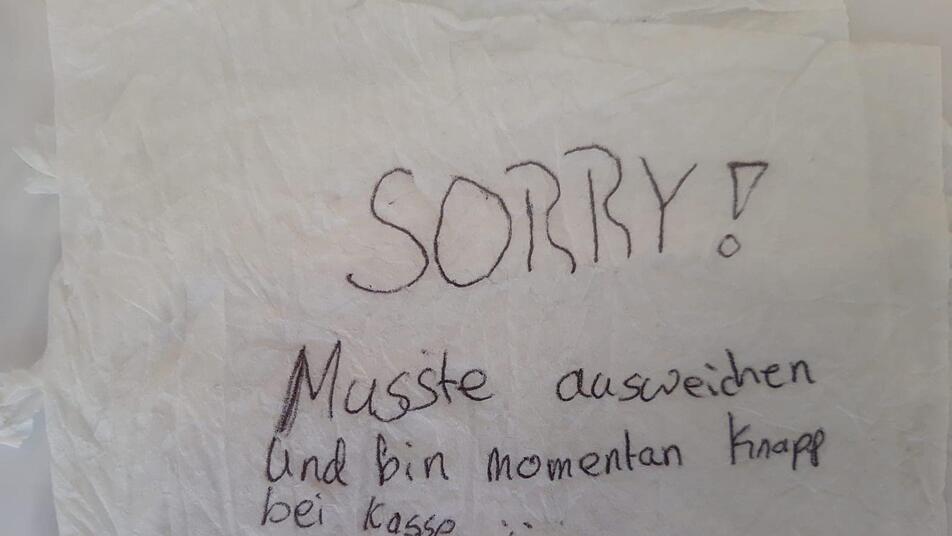 SORRY!
Musste ausweichen
und bin momentan knapp
bei Kasse